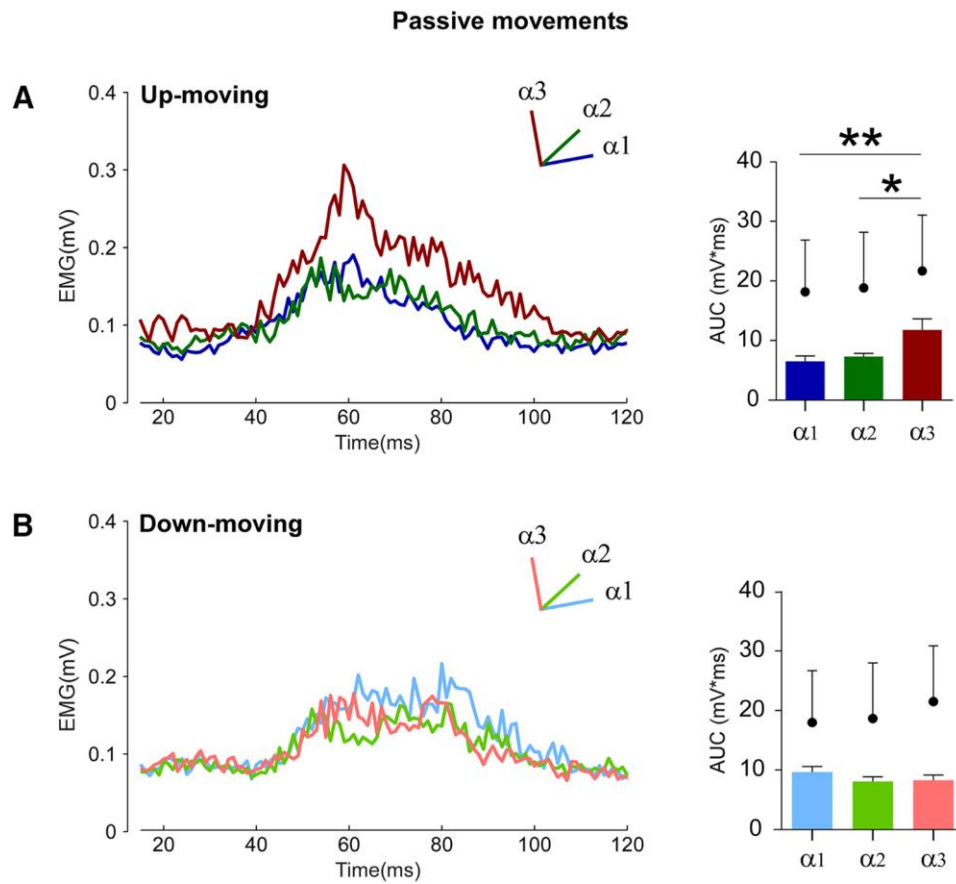 Passive movements
A
Up-moving
EMG(mV)
0.4
0.3
0.2
0.1
0
20 40 60 80 100 120
Time(ms)
α3
α2
α1
AUC (mV*ms)
40
30
20
10
0
**
*
α1 α2 α3
B
Down-moving
EMG(mV)
0.4
0.3
0.2
0.1
0
20 40 60 80 100 120
Time(ms)
α3
α2
α1
AUC (mV*ms)
40
30
20
10
0
α1 α2 α3